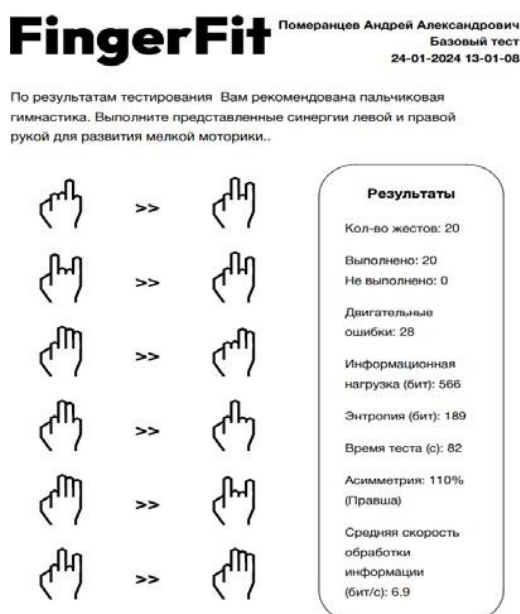 FingerFit
Померанцев Андрей Александрович
Базовый тест
24-01-2024 13-01-08
По результатам тестирования Вам рекомендована пальчиковая
гимнастика. Выполните представленные синергии левой и правой
рукой для развития мелкой моторики..
>>
>>
>>
>>
>>
>>
Результаты
Кол-во жестов: 20
Выполнено: 20
Не выполнено: 0
Двигательные
ошибки: 28
Информационная
нагрузка (бит): 566
Энтропия (бит): 189
Время теста (с): 82
Асимметрия: 110%
(Правша)
Средняя скорость
обработки
информации
(бит/с): 6.9